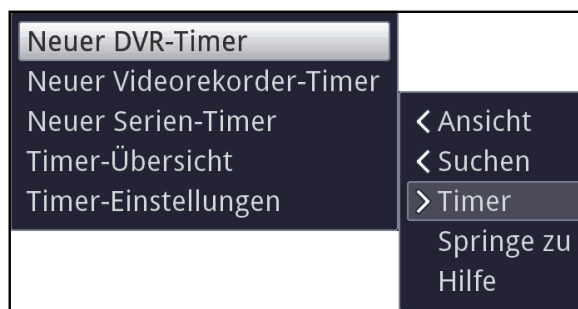 Neuer DVR-Timer
Neuer Videorekorder-Timer
Neuer Serien-Timer
Timer-Übersicht
Timer-Einstellungen
Ansicht
Suchen
Timer
Springe zu
Hilfe